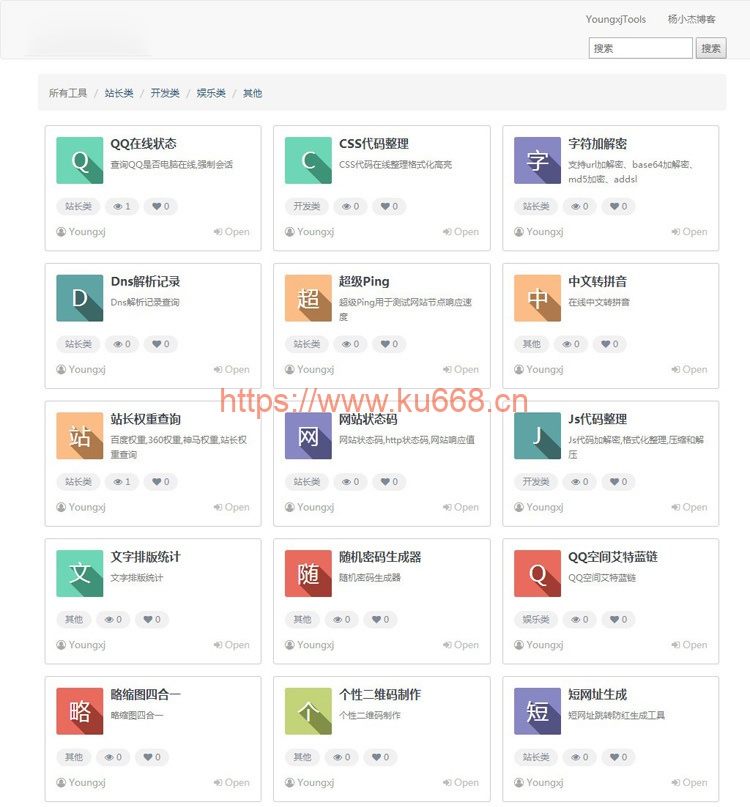 YoungxjTools 杨小杰博客
搜索 搜索
所有工具 / 站长类 / 开发类 / 娱乐类 / 其他
Q
QQ在线状态
查询QQ是否电脑在线,强制会话
站长类 1 0
Youngxj Open
C
CSS代码整理
CSS代码在线整理格式化高亮
开发类 0 0
Youngxj Open
字
字符加解密
支持url加解密、base64加解密、
md5加密、addsl
站长类 0 0
Youngxj Open
D
Dns解析记录
Dns解析记录查询
站长类 0 0
Youngxj Open
超
超级Ping
超级Ping用于测试网站节点响应速
度
站长类 0 0
Youngxj Open
中
中文转拼音
在线中文转拼音
其他 0 0
Youngxj Open
https://www.ku668.cn
站
站长权重查询
百度权重,360权重,神马权重,站长权
重查询
站长类 1 0
Youngxj Open
网
网站状态码
网站状态码,http状态码,网站响应值
站长类 0 0
Youngxj Open
J
Js代码整理
Js代码加解密,格式化整理,压缩和解
压
开发类 0 0
Youngxj Open
文
文字排版统计
文字排版统计
其他 0 0
Youngxj Open
随
随机密码生成器
随机密码生成器
其他 0 0
Youngxj Open
Q
QQ空间艾特蓝链
QQ空间艾特蓝链
娱乐类 0 0
Youngxj Open
略
略缩图四合一
略缩图四合一
其他 0 0
Youngxj Open
个
个性二维码制作
个性二维码制作
其他 0 0
Youngxj Open
短
短网址生成
短网址跳转防红生成工具
站长类 0 0
Youngxj Open